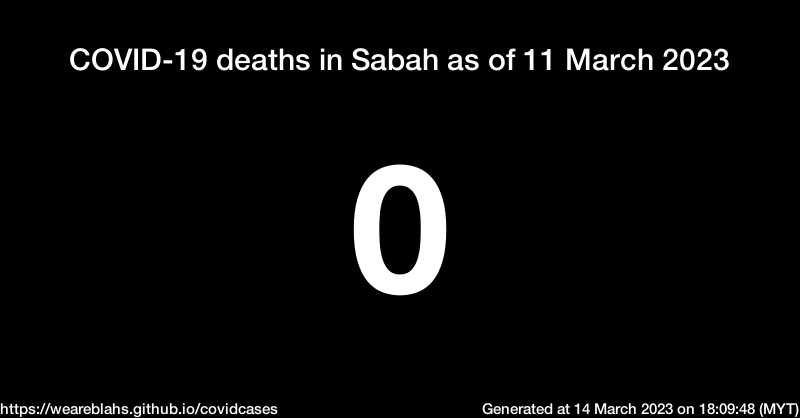 COVID-19 deaths in Sabah as of 11 March 2023
0
https://weareblahs.github.io/covidcases
Generated at 14 March 2023 on 18:09:48 (MYT)